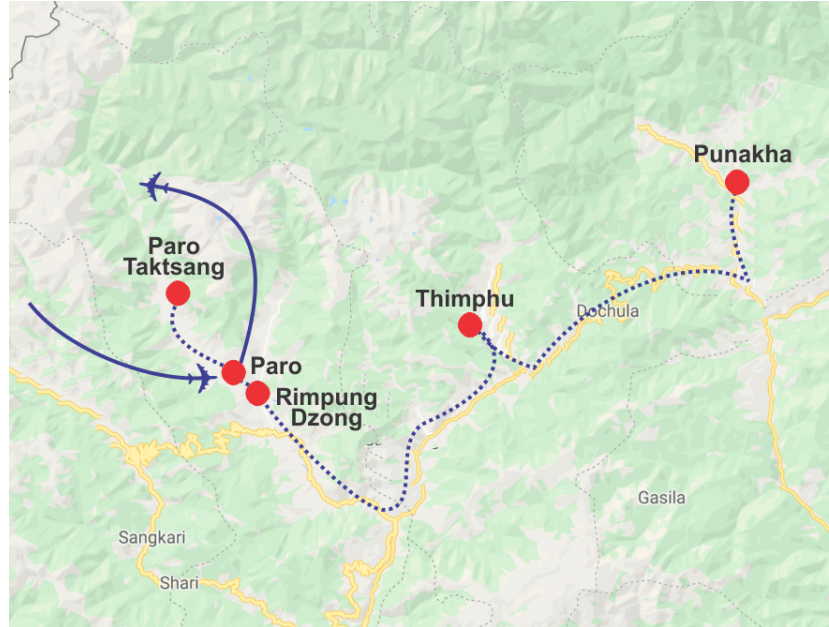 Punakha
Paro
Taktsang
Thimphu
Dochula
Paro
Rimpung
Dzong
Gasila
Sangkari
Shari